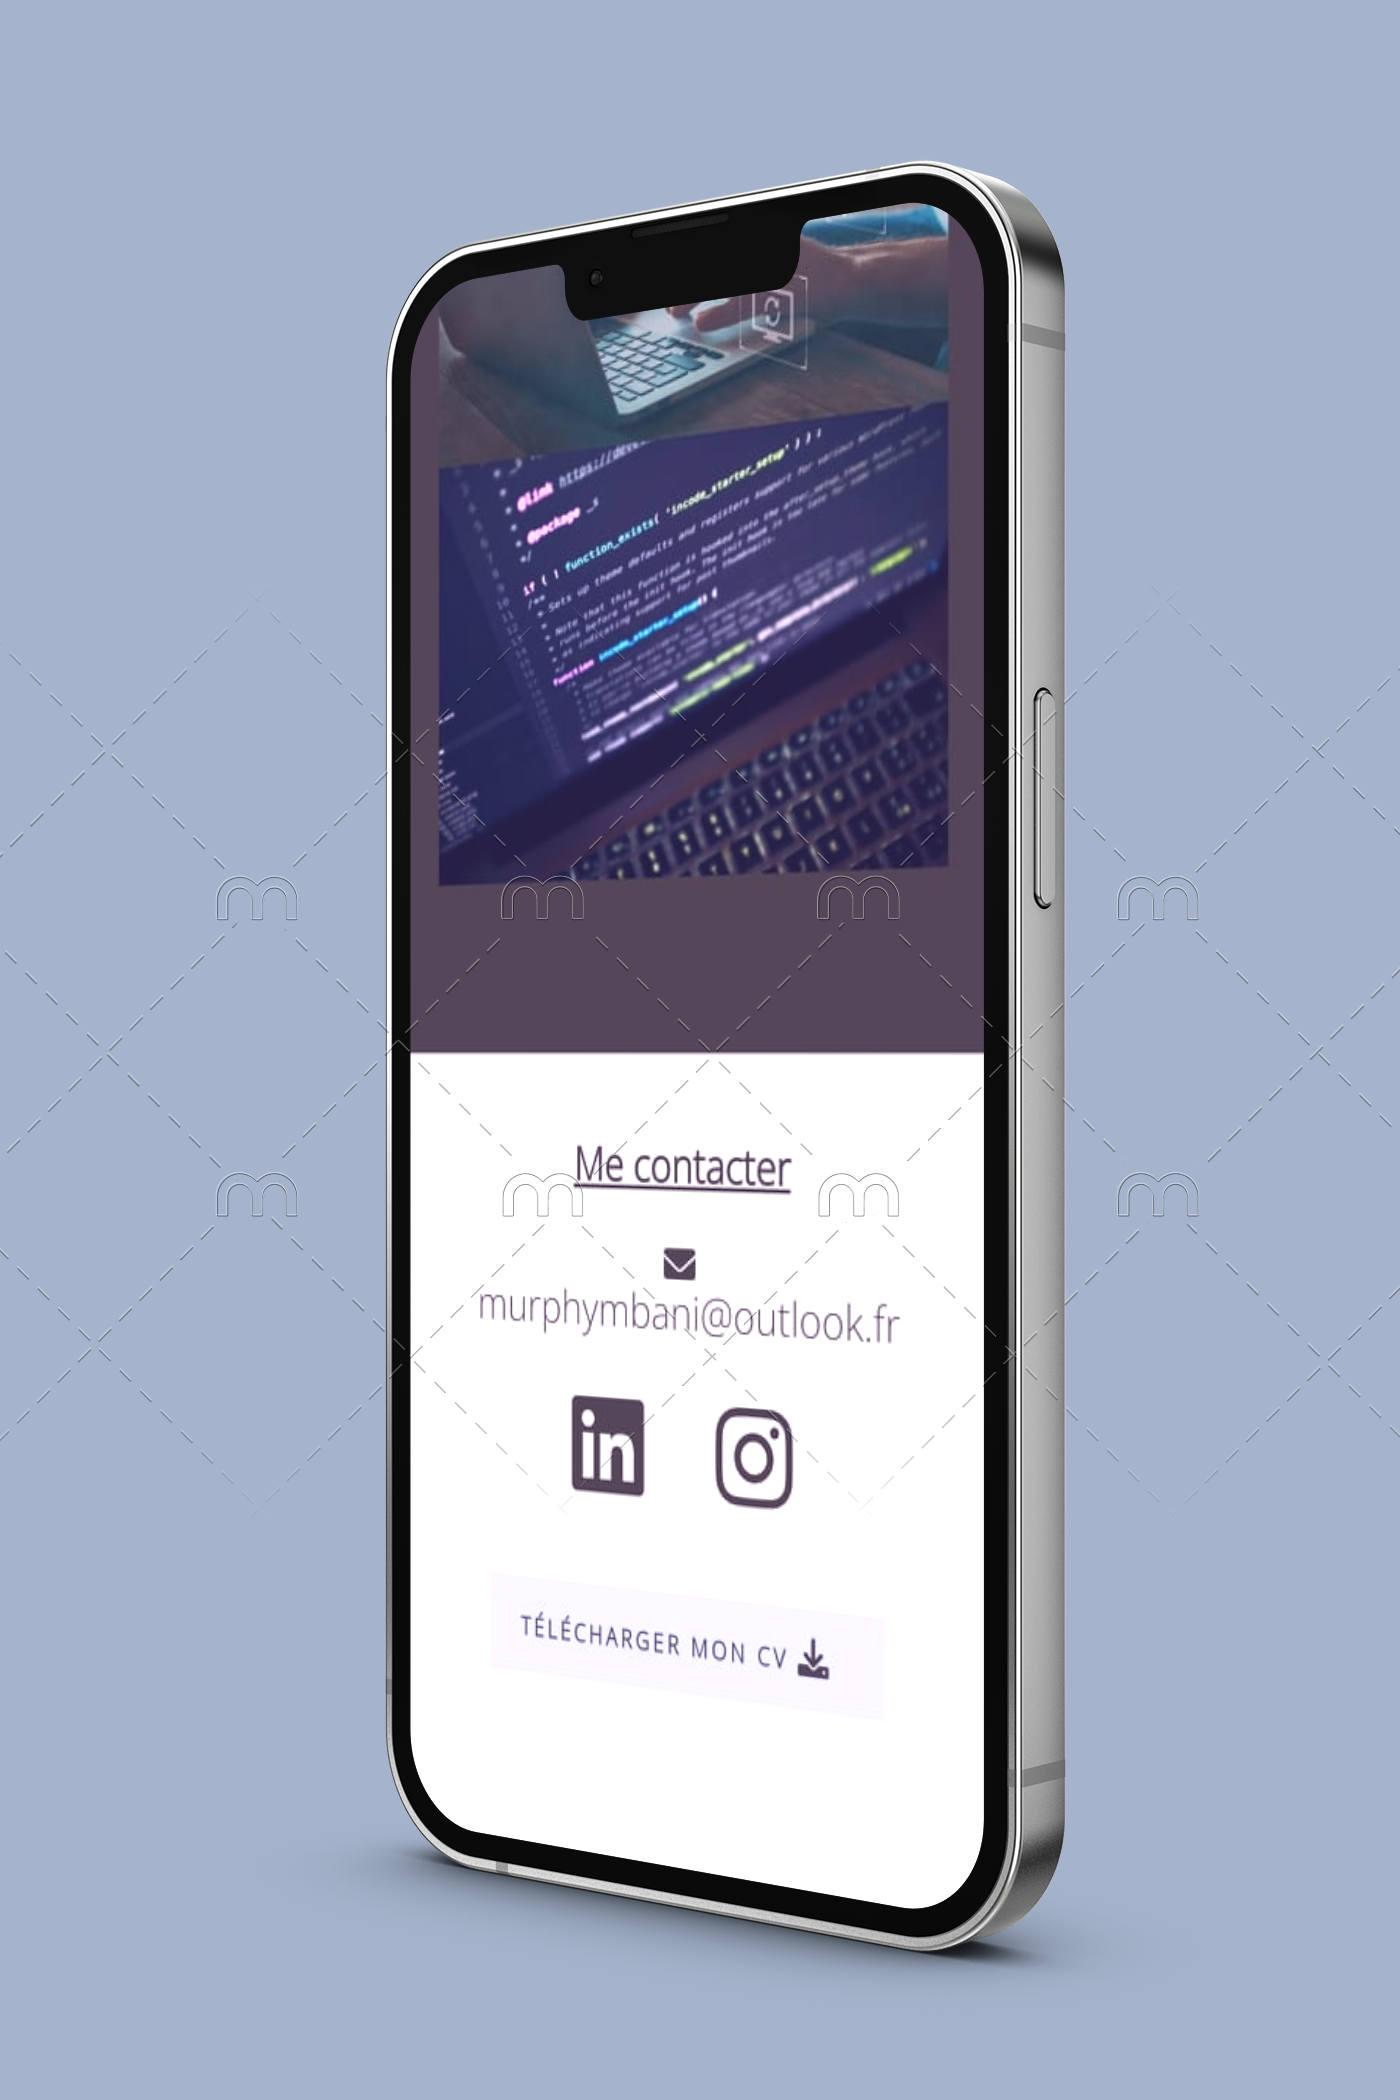 @link https://deve
@package _s
*/
if ( ! function_exists( 'incode_starter_setup' ) ) :
/**
* Sets up theme defaults and registers support for various WordPress
* Note that this function is hooked into the after_setup_theme hook, which
* runs before the init hook. The init hook is too late for some features, such
* as indicating support for post thumbnails.
*/
function incode_starter_setup() {
Me contacter
murphymbani@outlook.fr
in
TÉLÉCHARGER MON CV